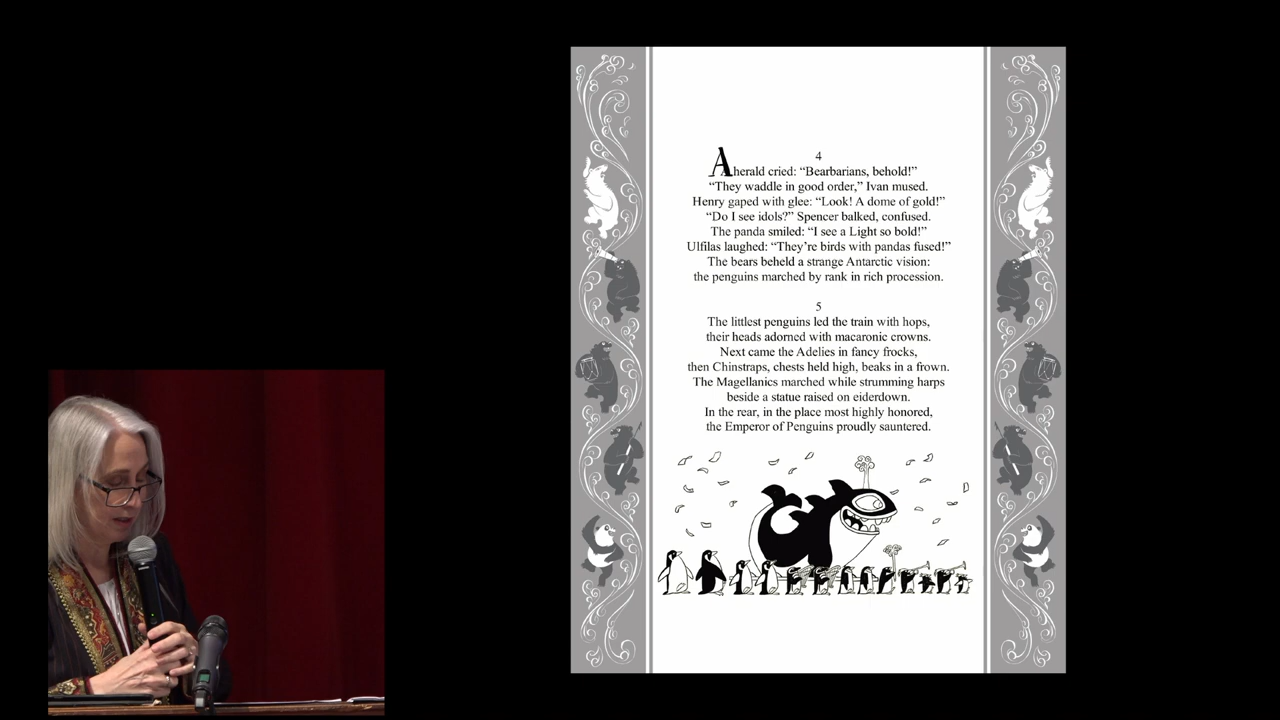 4
A herald cried: “Bearbarians, behold!”
“They waddle in good order,” Ivan mused.
Henry gaped with glee: “Look! A dome of gold!”
“Do I see idols?” Spencer balked, confused.
The panda smiled: “I see a Light so bold!”
Ulfilas laughed: “They’re birds with pandas fused!”
The bears beheld a strange Antarctic vision:
the penguins marched by rank in rich procession.
5
The littlest penguins led the train with hops,
their heads adorned with macaronic crowns.
Next came the Adelies in fancy frocks,
then Chinstraps, chests held high, beaks in a frown.
The Magellanics marched while strumming harps
beside a statue raised on eiderdown.
In the rear, in the place most highly honored,
the Emperor of Penguins proudly sauntered.